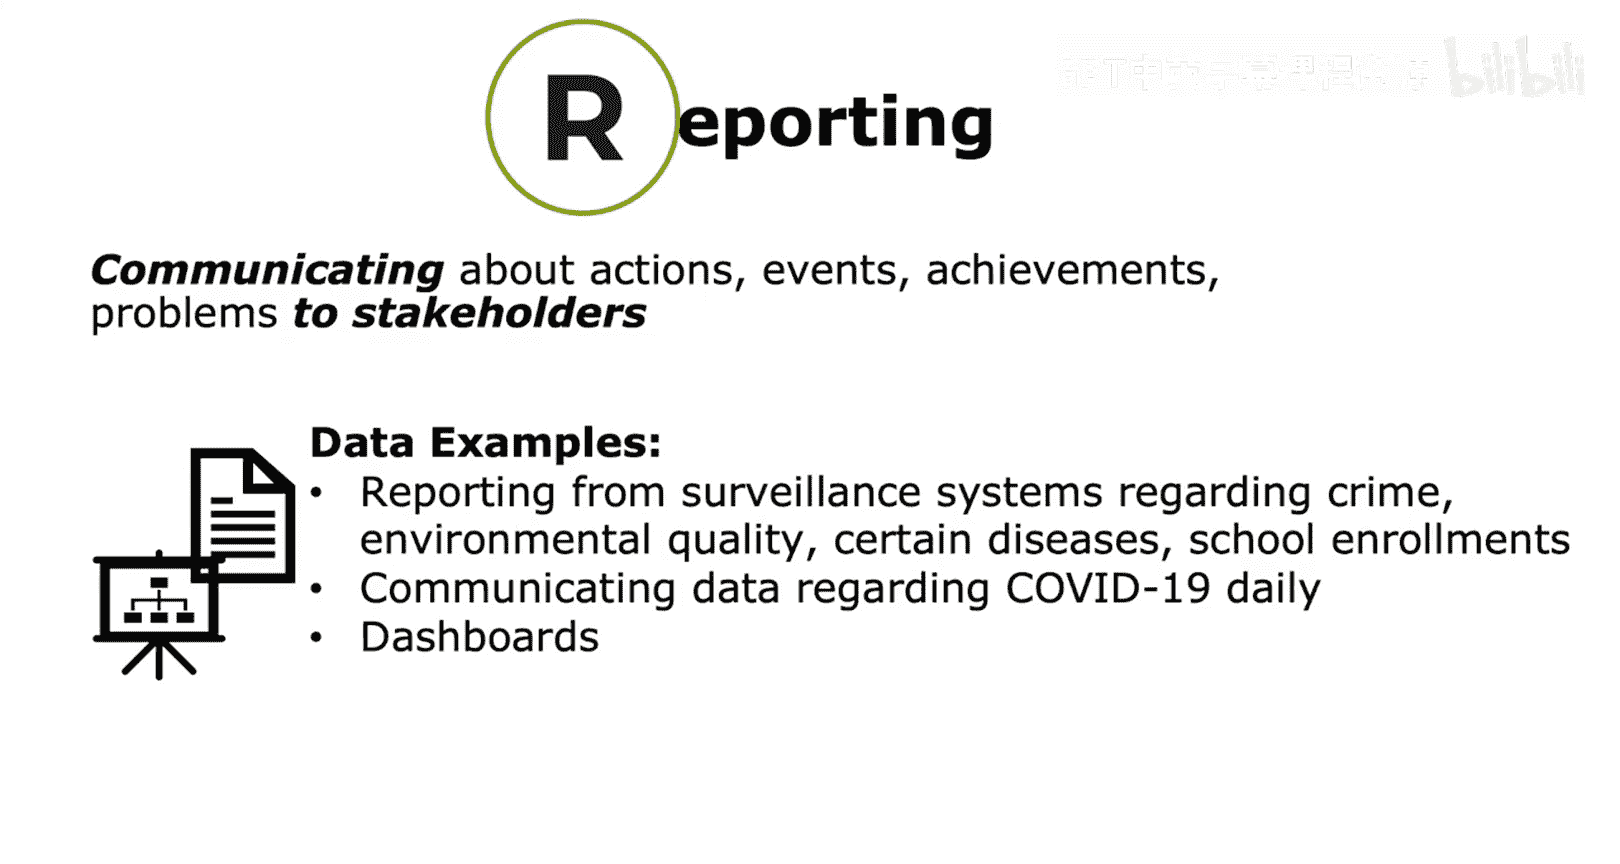 Reporting
Communicating about actions, events, achievements,
problems to stakeholders
Data Examples:
• Reporting from surveillance systems regarding crime,
environmental quality, certain diseases, school enrollments
• Communicating data regarding COVID-19 daily
• Dashboards
bilibili